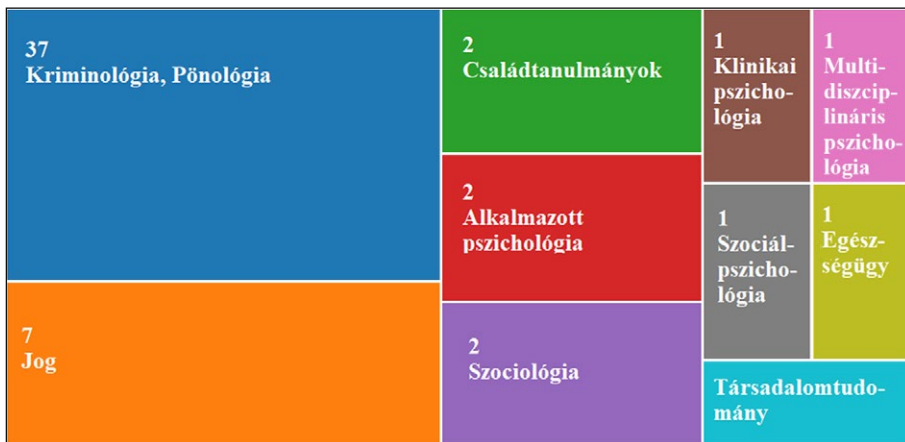 37
Kriminológia, Pönológia
7
Jog
2
Családtanulmányok
2
Alkalmazott
pszichológia
2
Szociológia
1
Klinikai
pszicho-
lógia
1
Multi-
diszcip-
lináris
pszicho-
lógia
1
Szociál-
pszicho-
lógia
1
Egész-
ségügy
Társadalomtudo-
mány